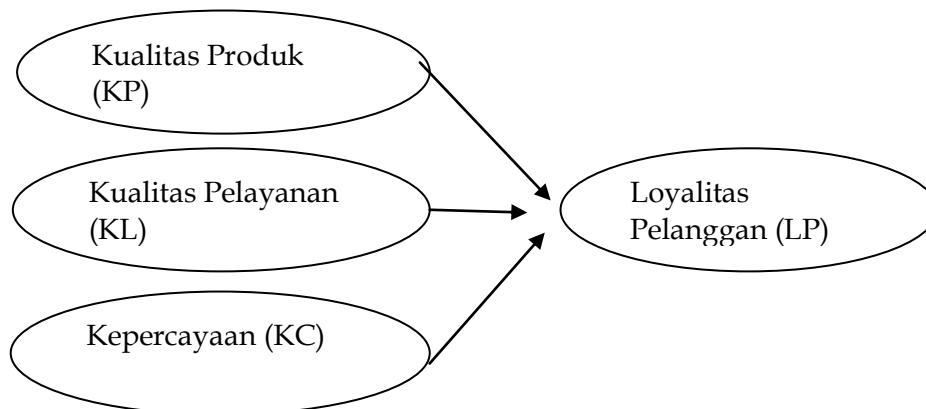 Kualitas Produk
(KP)
Kualitas Pelayanan
(KL)
Kepercayaan (KC)
Loyalitas
Pelanggan (LP)